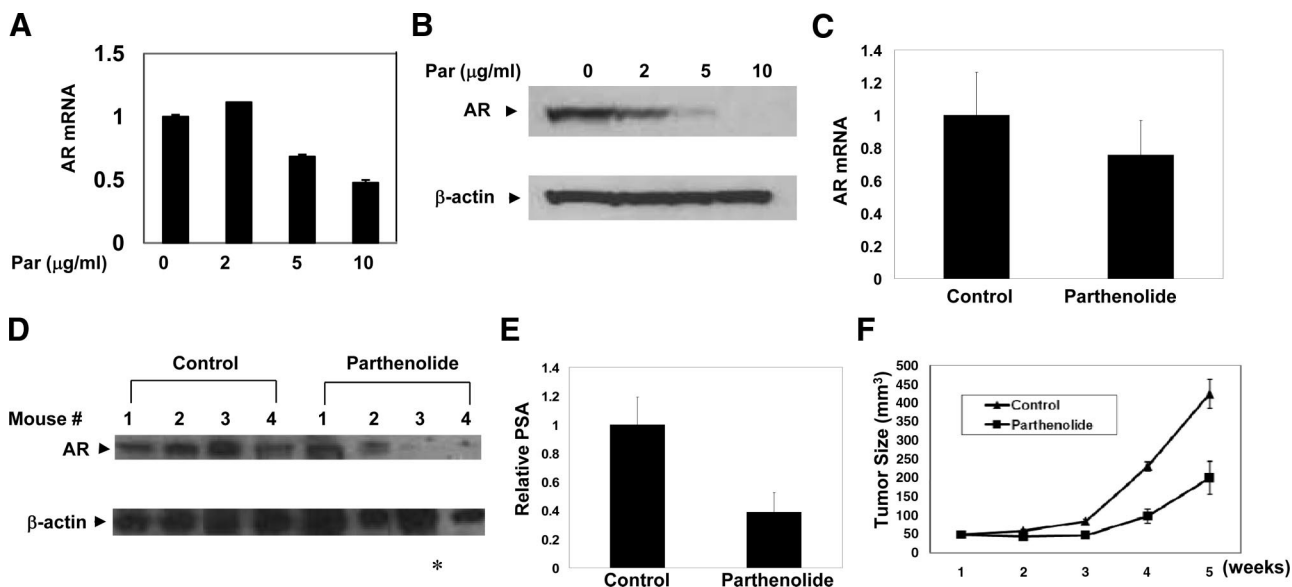 A
1.5
1
0.5
0
AR mRNA
Par (μg/ml)
0 2 5 10
B
Par (μg/ml) 0 2 5 10
AR ►
β-actin ►
C
1.4
1.2
1
0.8
0.6
0.4
0.2
0
AR mRNA
Control Parthenolide
D
Control Parthenolide
Mouse # 1 2 3 4 1 2 3 4
AR ►
β-actin ►
*
E
1.4
1.2
1
0.8
0.6
0.4
0.2
0
Relative PSA
Control Parthenolide
F
500
450
400
350
300
250
200
150
100
50
0
Tumor Size (mm³)
Control
Parthenolide
1 2 3 4 5 (weeks)